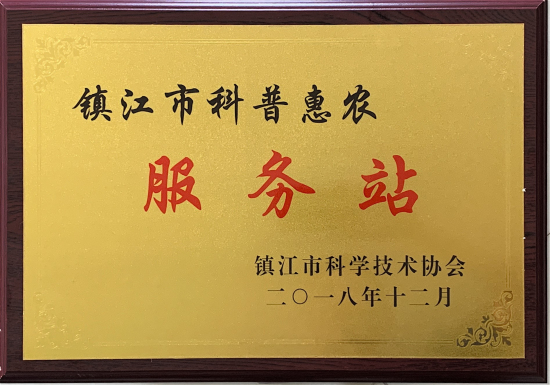 镇江市科普惠农
服务站
镇江市科学技术协会
二〇一八年十二月